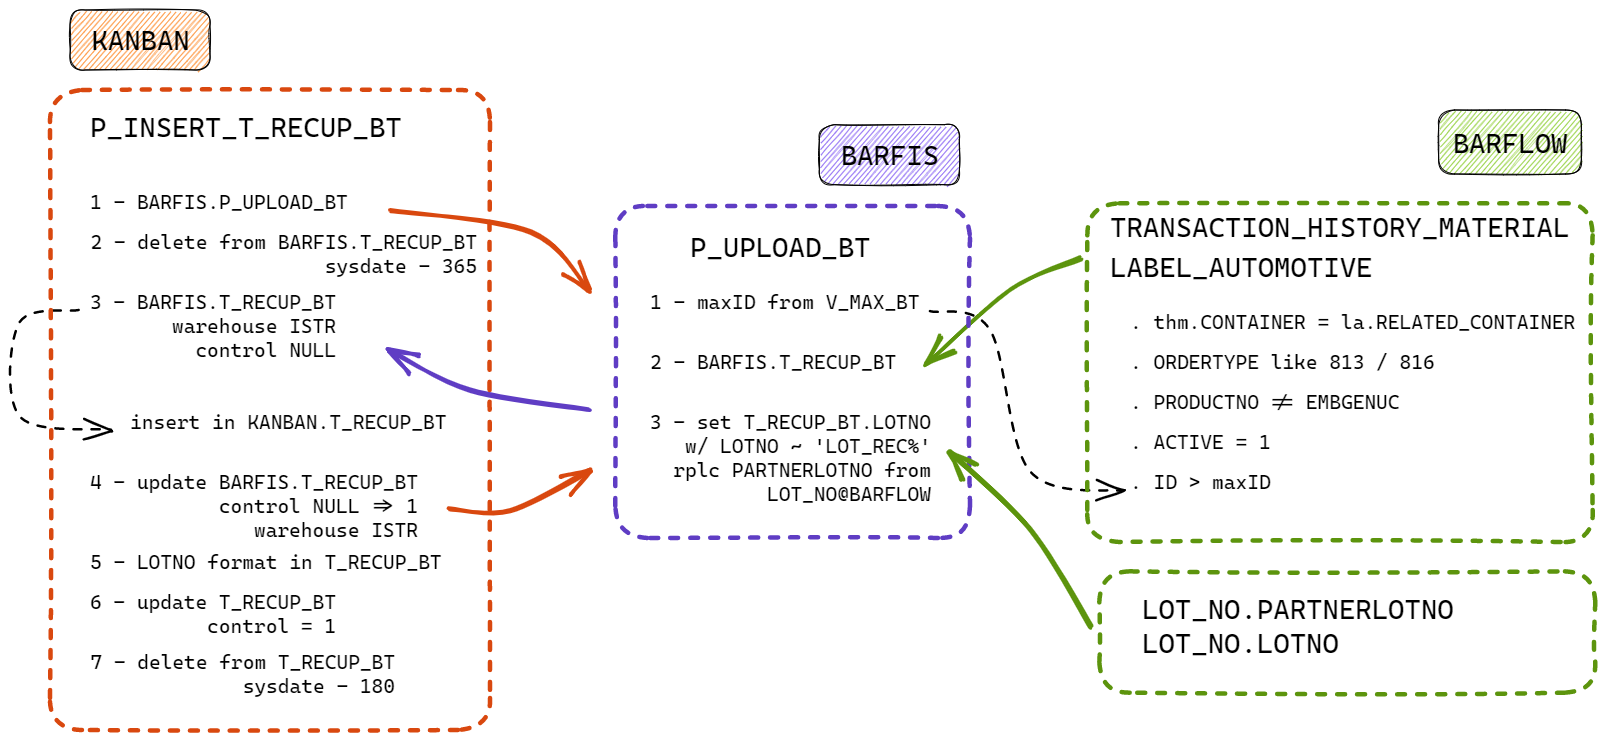 KANBAN
P_INSERT_T_RECUP_BT
1 - BARFIS.P_UPLOAD_BT
2 - delete from BARFIS.T_RECUP_BT
sysdate - 365
3 - BARFIS.T_RECUP_BT
warehouse ISTR
control NULL
insert in KANBAN.T_RECUP_BT
4 - update BARFIS.T_RECUP_BT
control NULL => 1
warehouse ISTR
5 - LOTNO format in T_RECUP_BT
6 - update T_RECUP_BT
control = 1
7 - delete from T_RECUP_BT
sysdate - 180
BARFIS
P_UPLOAD_BT
1 - maxID from V_MAX_BT
2 - BARFIS.T_RECUP_BT
3 - set T_RECUP_BT.LOTNO
w/ LOTNO ~ 'LOT_REC%'
rplc PARTNERLOTNO from
LOT_NO@BARFLOW
BARFLOW
TRANSACTION_HISTORY_MATERIAL
LABEL_AUTOMOTIVE
. thm.CONTAINER = la.RELATED_CONTAINER
. ORDERTYPE like 813 / 816
. PRODUCTNO ≠ EMBGENUC
. ACTIVE = 1
. ID > maxID
LOT_NO.PARTNERLOTNO
LOT_NO.LOTNO